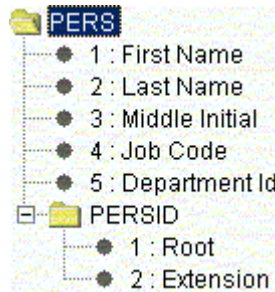 PERS
1 : First Name
2 : Last Name
3 : Middle Initial
4 : Job Code
5 : Department Id
PERSID
1 : Root
2 : Extension